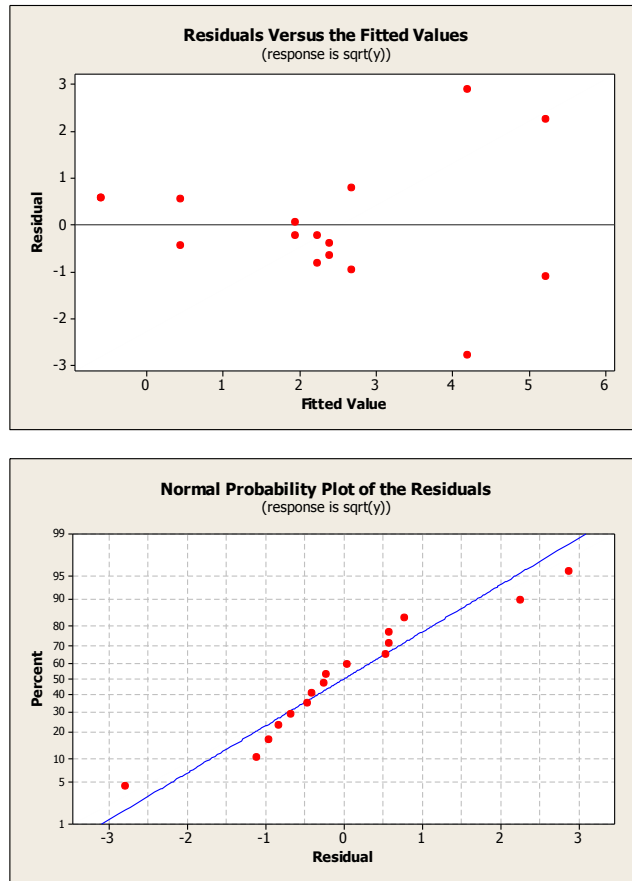 Residuals Versus the Fitted Values
(response is sqrt(y))
3
2
1
0
-1
-2
-3
Residual
0 1 2 3 4 5 6
Fitted Value
Normal Probability Plot of the Residuals
(response is sqrt(y))
99
95
90
80
70
60
50
40
30
20
10
5
1
Percent
-3 -2 -1 0 1 2 3
Residual